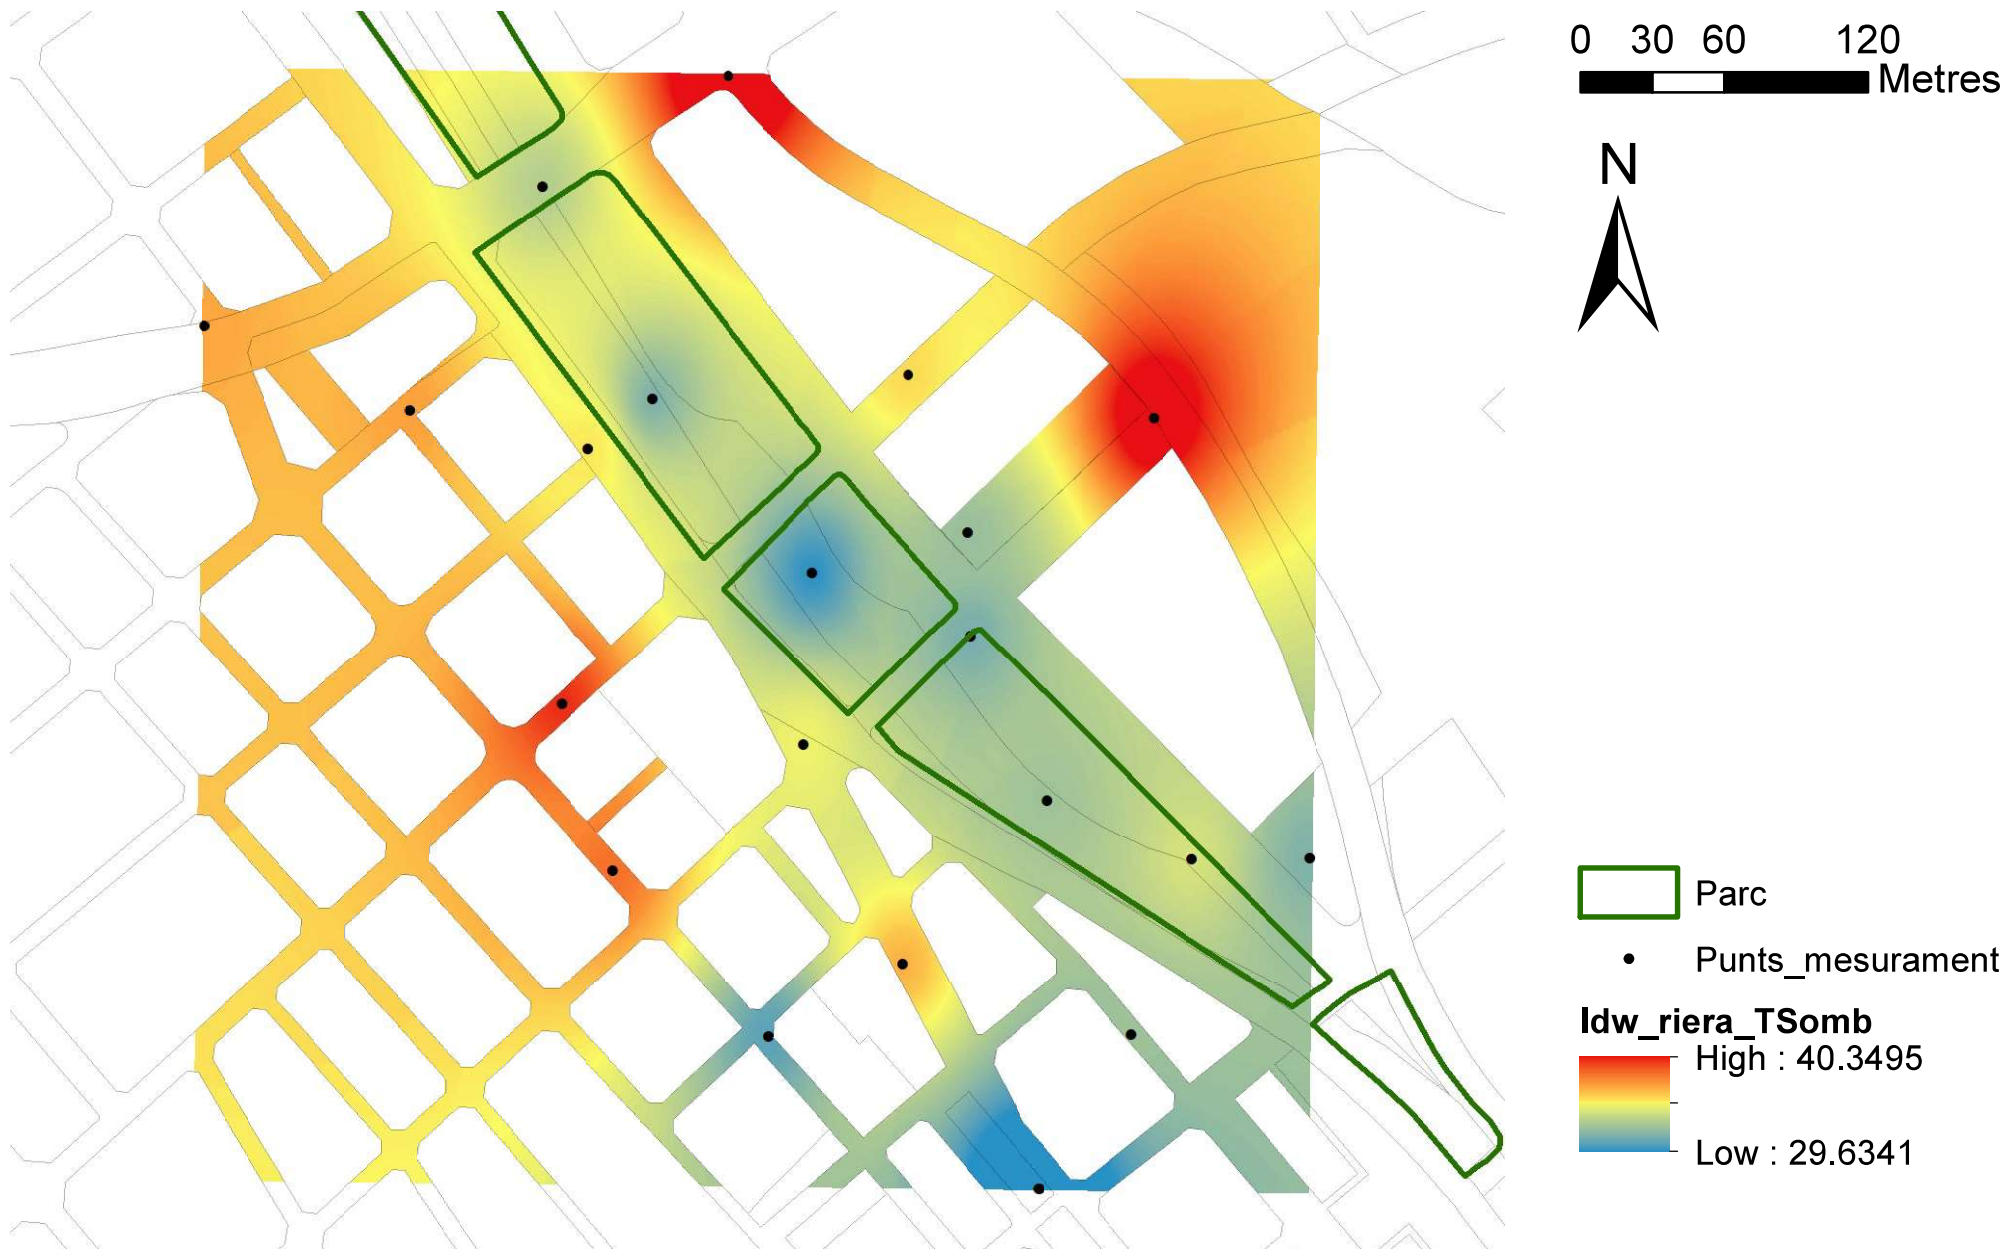 0 30 60 120
Metres
N
Parc
Punts_mesurament
Idw_riera_TSomb
High : 40.3495
Low : 29.6341